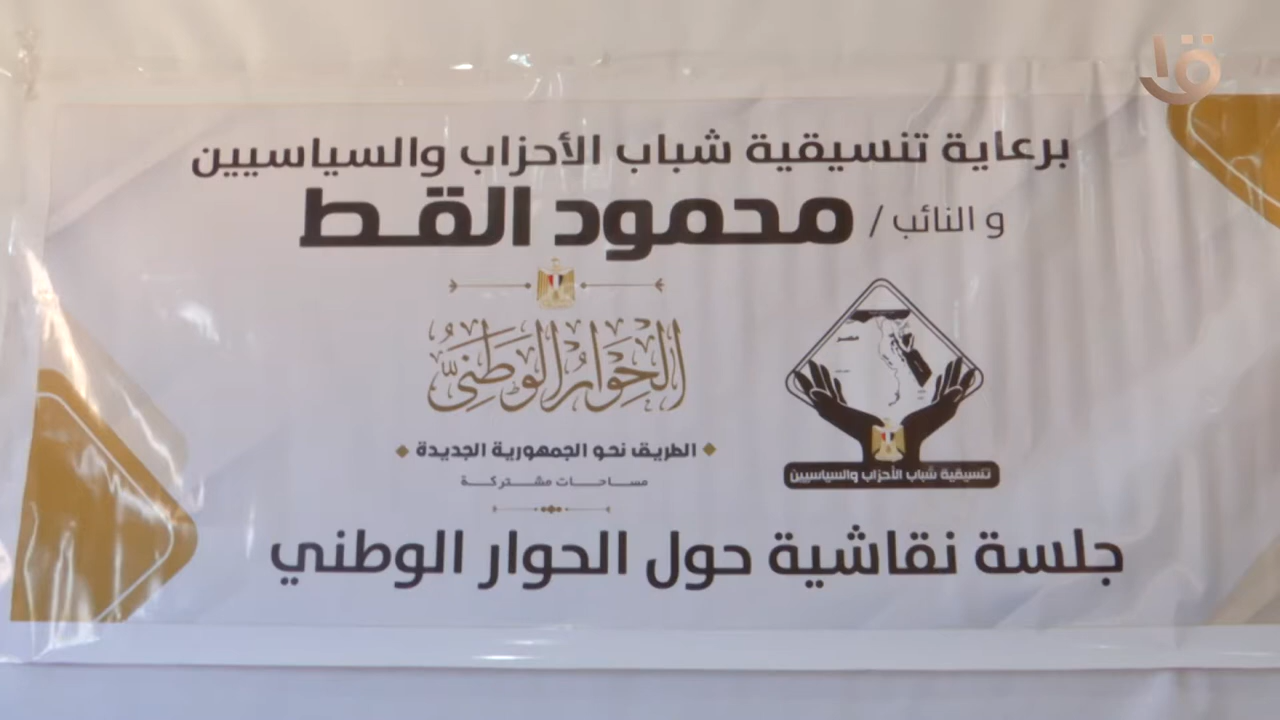 برعاية تنسيقية شباب الأحزاب والسياسيين
و النائب / محمود القط
الحوار الوطني
الطريق نحو الجمهورية الجديدة
مساحات مشتركة
مصر
تنسيقية شباب الأحزاب والسياسيين
جلسة نقاشية حول الحوار الوطني